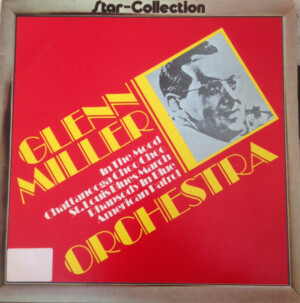 Star-Collection
GLENN
MILLER
In The Mood
Chattanooga Choo Choo
St. Louis Blues March
Rhapsody In Blue
American Patrol
ORCHESTRA